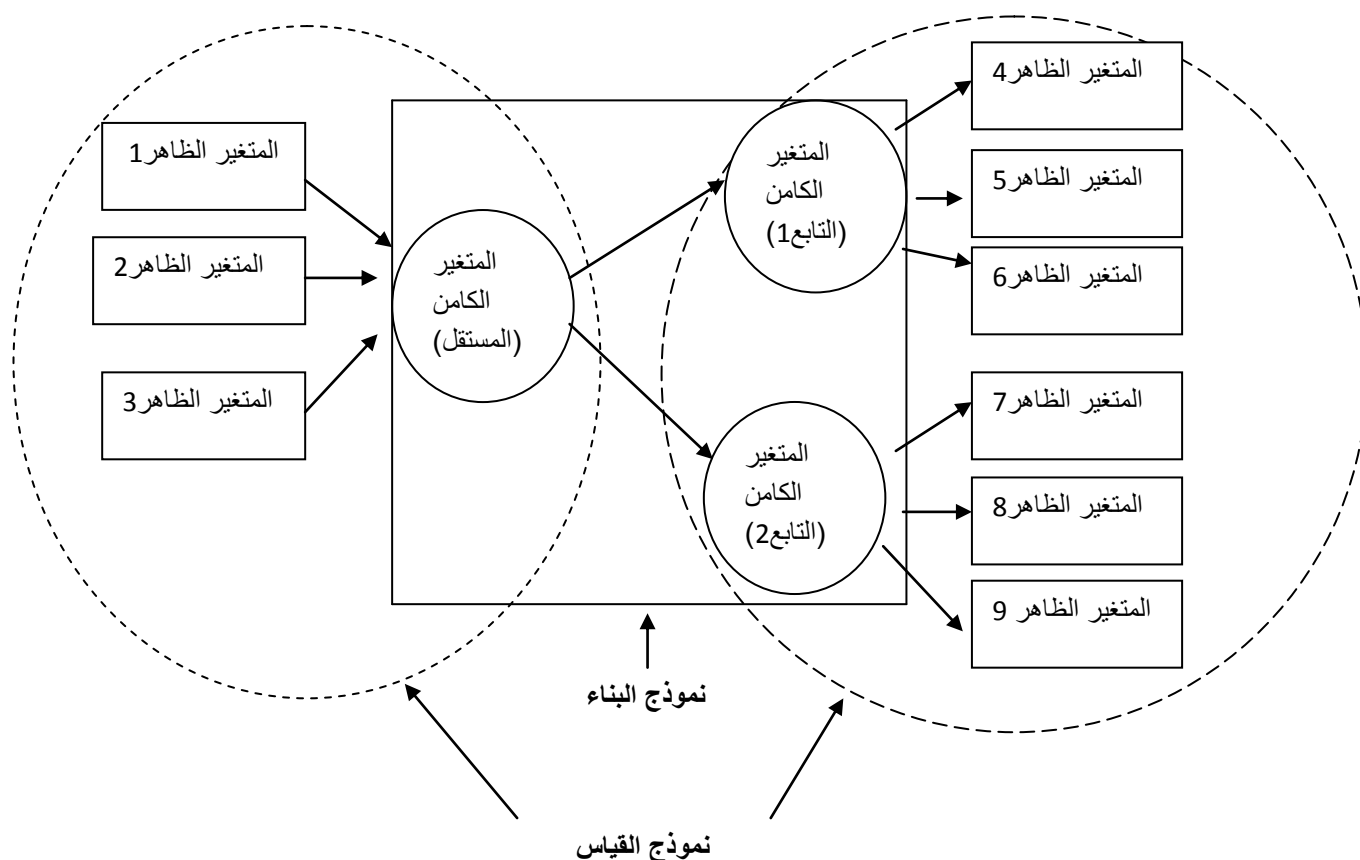 المتغير الظاهر1
المتغير الظاهر2
المتغير الظاهر3
المتغير
الكامن
(المستقل)
المتغير
الكامن
(التابع1)
المتغير
الكامن
(التابع2)
المتغير الظاهر4
المتغير الظاهر5
المتغير الظاهر6
المتغير الظاهر7
المتغير الظاهر8
المتغير الظاهر 9
نموذج البناء
نموذج القياس